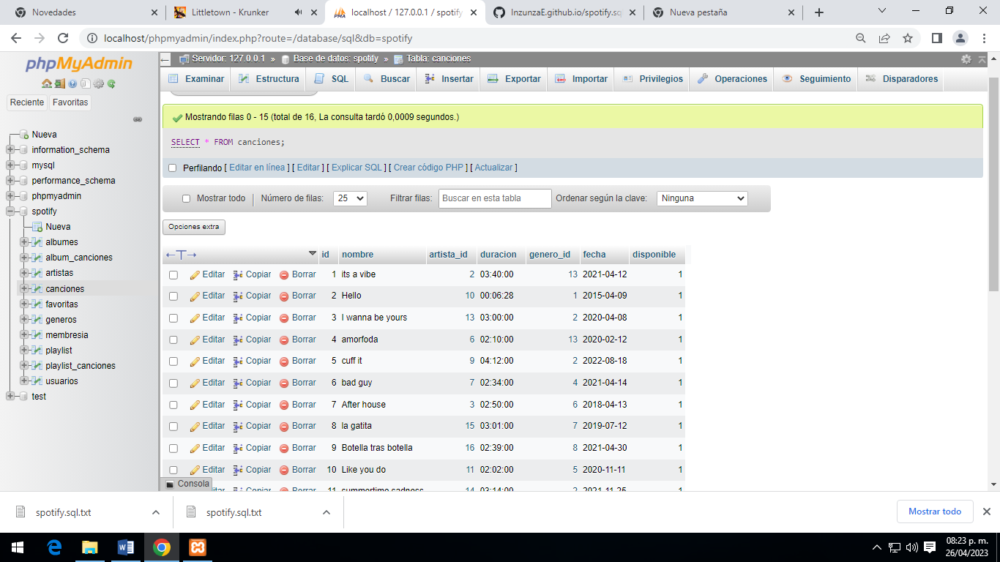 Novedades
Littletown - Krunker
localhost / 127.0.0.1 / spotify
InzunzaE.github.io/spotify.sq
Nueva pestaña
localhost/phpmyadmin/index.php?route=/database/sql&db=spotify
phpMyAdmin
Reciente Favoritas
Nueva
information_schema
mysql
performance_schema
phpmyadmin
spotify
Nueva
albumes
album_canciones
artistas
canciones
favoritas
generos
membresia
playlist
playlist_canciones
usuarios
test
Servidor: 127.0.0.1 » Base de datos: spotify » Tabla: canciones
Examinar Estructura SQL Buscar Insertar Exportar Importar Privilegios Operaciones Seguimiento Disparadores
Mostrando filas 0 - 15 (total de 16, La consulta tardó 0,0009 segundos.)
SELECT * FROM canciones;
Perfilando [ Editar en línea ] [ Editar ] [ Explicar SQL ] [ Crear código PHP ] [ Actualizar ]
Mostrar todo Número de filas: 25 Filtrar filas: Buscar en esta tabla Ordenar según la clave: Ninguna
Opciones extra
←T→ id nombre artista_id duracion genero_id fecha disponible
Editar Copiar Borrar 1 its a vibe 2 03:40:00 13 2021-04-12 1
Editar Copiar Borrar 2 Hello 10 00:06:28 1 2015-04-09 1
Editar Copiar Borrar 3 I wanna be yours 13 03:00:00 2 2020-04-08 1
Editar Copiar Borrar 4 amorfoda 6 02:10:00 13 2020-02-12 1
Editar Copiar Borrar 5 cuff it 9 04:12:00 2 2022-08-18 1
Editar Copiar Borrar 6 bad guy 7 02:34:00 4 2021-04-14 1
Editar Copiar Borrar 7 After house 3 02:50:00 6 2018-04-13 1
Editar Copiar Borrar 8 la gatita 15 03:01:00 7 2019-07-12 1
Editar Copiar Borrar 9 Botella tras botella 16 02:39:00 8 2021-04-30 1
Editar Copiar Borrar 10 Like you do 11 02:02:00 5 2020-11-11 1
Editar Copiar Borrar 11 summertime sadness 14 03:14:00 2 2021-11-25 1
Consola
spotify.sql.txt
spotify.sql.txt
Mostrar todo
08:23 p. m.
26/04/2023